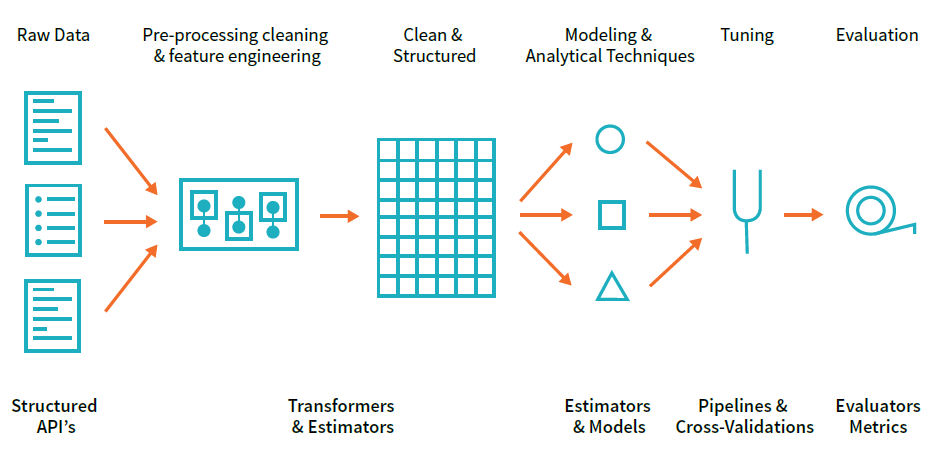 Raw Data
Pre-processing cleaning
& feature engineering
Clean &
Structured
Modeling &
Analytical Techniques
Tuning
Evaluation
Structured
API's
Transformers
& Estimators
Estimators
& Models
Pipelines &
Cross-Validations
Evaluators
Metrics